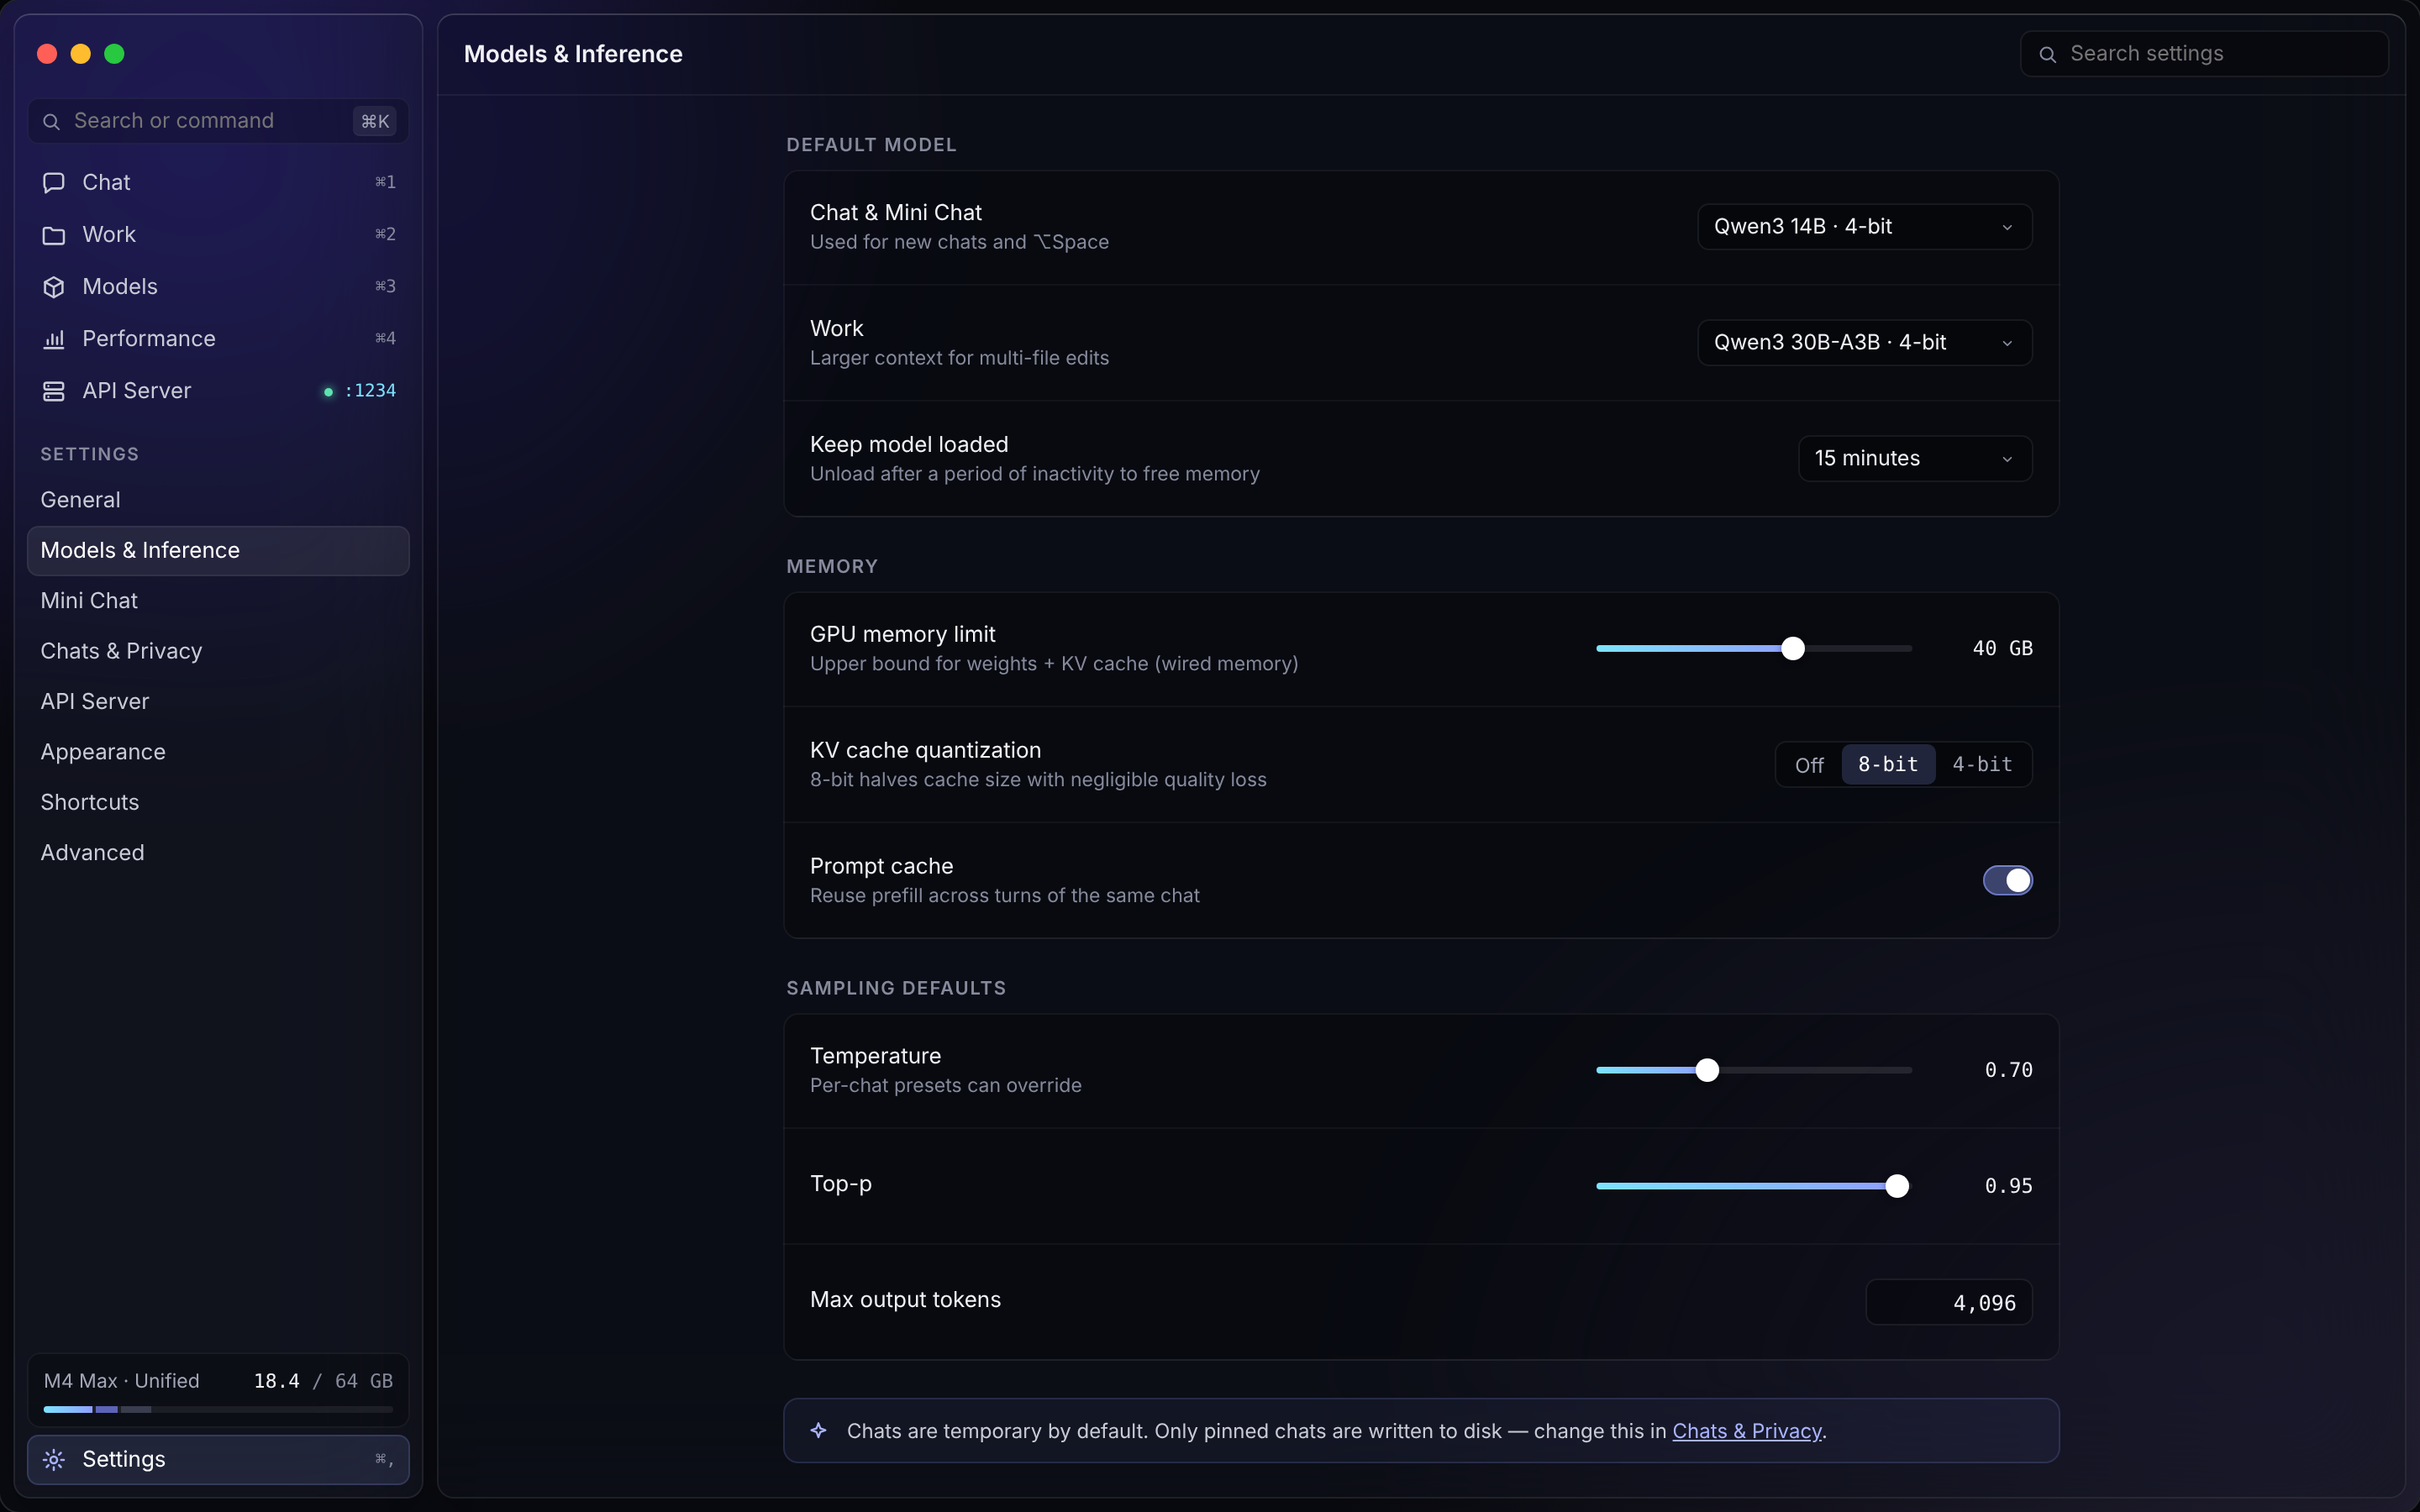 Search or command ⌘K
Chat ⌘1
Work ⌘2
Models ⌘3
Performance ⌘4
API Server :1234
SETTINGS
General
Models & Inference
Mini Chat
Chats & Privacy
API Server
Appearance
Shortcuts
Advanced
M4 Max · Unified 18.4 / 64 GB
Settings ⌘,
Models & Inference
Search settings
DEFAULT MODEL
Chat & Mini Chat
Used for new chats and ⌥Space
Qwen3 14B · 4-bit
Work
Larger context for multi-file edits
Qwen3 30B-A3B · 4-bit
Keep model loaded
Unload after a period of inactivity to free memory
15 minutes
MEMORY
GPU memory limit
Upper bound for weights + KV cache (wired memory)
40 GB
KV cache quantization
8-bit halves cache size with negligible quality loss
Off 8-bit 4-bit
Prompt cache
Reuse prefill across turns of the same chat
SAMPLING DEFAULTS
Temperature
Per-chat presets can override
0.70
Top-p
0.95
Max output tokens
4,096
Chats are temporary by default. Only pinned chats are written to disk — change this in Chats & Privacy.